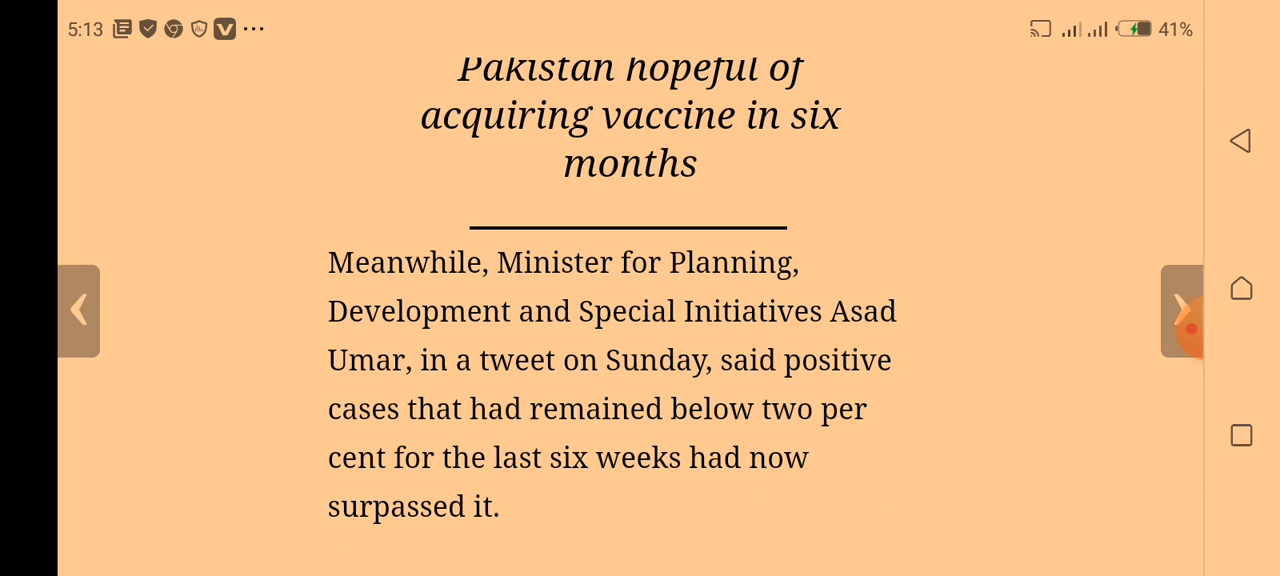 5:13
41%
Pakistan hopeful of
acquiring vaccine in six
months
Meanwhile, Minister for Planning,
Development and Special Initiatives Asad
Umar, in a tweet on Sunday, said positive
cases that had remained below two per
cent for the last six weeks had now
surpassed it.